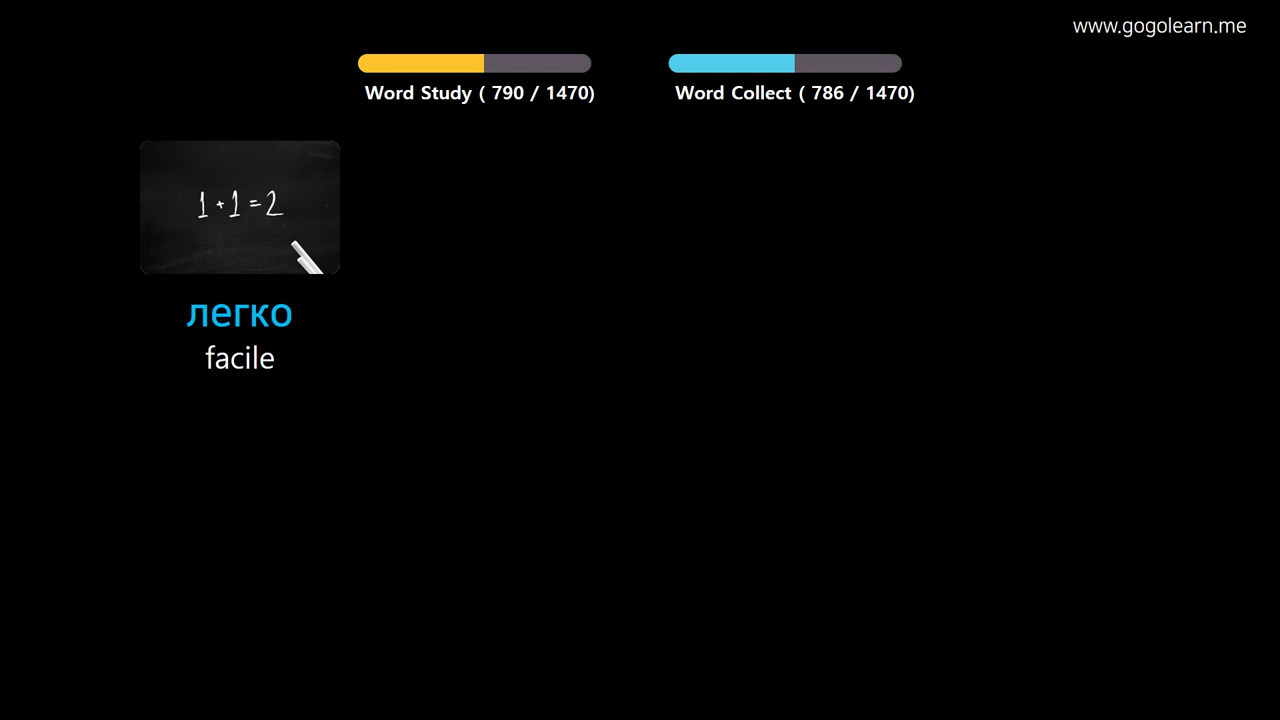 www.gogolearn.me
Word Study ( 790 / 1470)
Word Collect ( 786 / 1470)
1+1=2
легко
facile